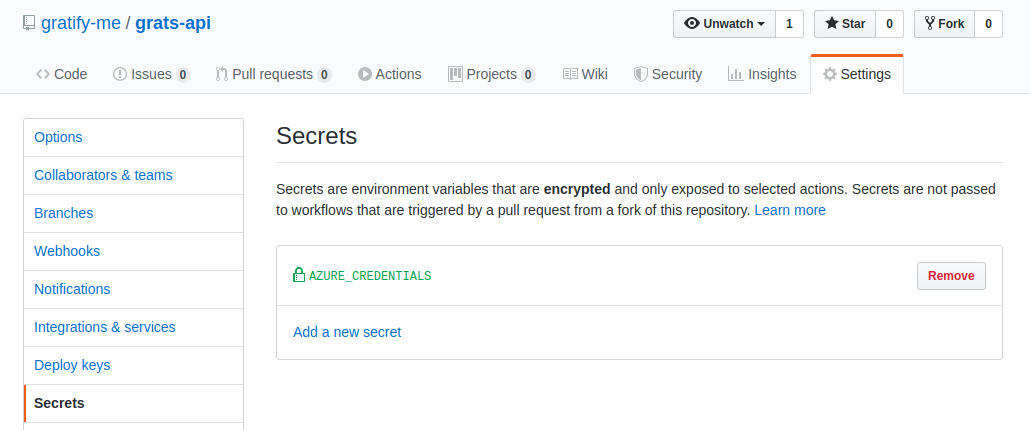 gratify-me / grats-api
Unwatch 1 Star 0 Fork 0
Code Issues 0 Pull requests 0 Actions Projects 0 Wiki Security Insights Settings
Options
Collaborators & teams
Branches
Webhooks
Notifications
Integrations & services
Deploy keys
Secrets
Secrets
Secrets are environment variables that are encrypted and only exposed to selected actions. Secrets are not passed
to workflows that are triggered by a pull request from a fork of this repository. Learn more
AZURE_CREDENTIALS Remove
Add a new secret